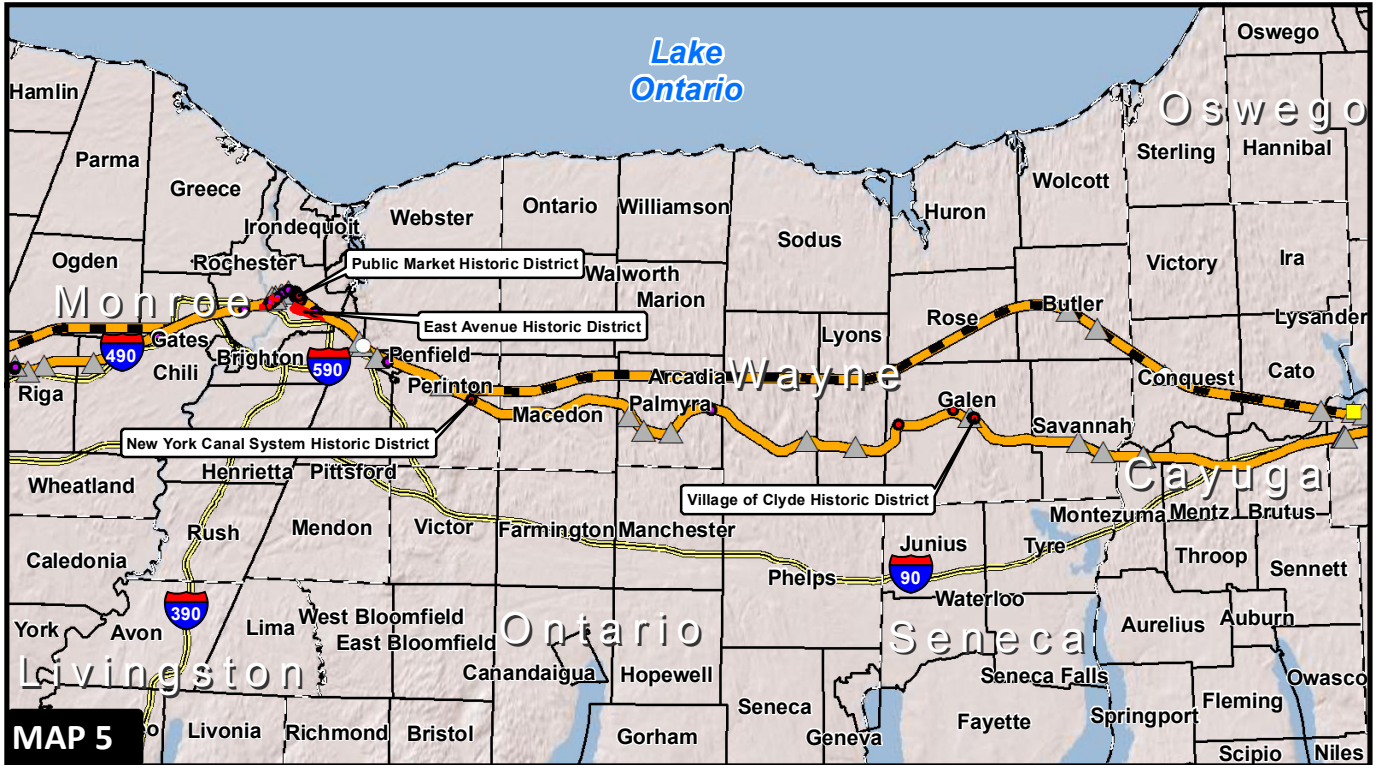 Oswego
Lake
Ontario
Hamlin
Oswego
Parma
Sterling
Hannibal
Greece
Wolcott
Webster
Ontario
Williamson
Huron
Irondequoit
Sodus
Ogden
Rochester
Public Market Historic District
Walworth
Victory
Ira
Monroe
Marion
Butler
East Avenue Historic District
Rose
Lysander
Gates
Lyons
490
Brighton
590
Penfield
Chili
Wayne
Arcadia
Conquest
Cato
Riga
Perinton
Macedon
Palmyra
Galen
Savannah
New York Canal System Historic District
Henrietta
Pittsford
Cayuga
Wheatland
Village of Clyde Historic District
Montezuma
Mentz
Brutus
Rush
Mendon
Victor
Farmington
Manchester
Junius
Tyre
Caledonia
Throop
Sennett
Phelps
90
Waterloo
390
York
Avon
Lima
West Bloomfield
East Bloomfield
Ontario
Seneca
Aurelius
Auburn
Livingston
Canandaigua
Hopewell
Seneca Falls
Owasco
Fleming
Seneca
Springport
MAP 5
Livonia
Richmond
Bristol
Gorham
Geneva
Fayette
Scipio
Niles